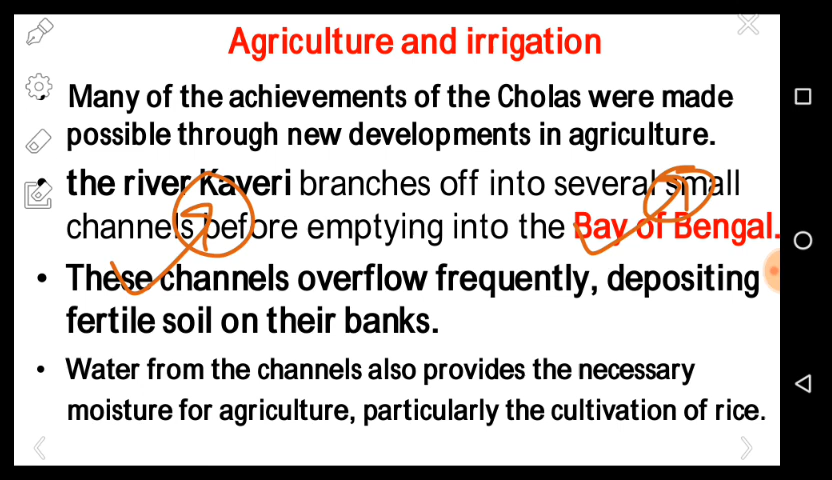 Agriculture and irrigation
Many of the achievements of the Cholas were made
possible through new developments in agriculture.
the river Kaveri branches off into several small
channels before emptying into the Bay of Bengal.
• These channels overflow frequently, depositing
fertile soil on their banks.
• Water from the channels also provides the necessary
moisture for agriculture, particularly the cultivation of rice.